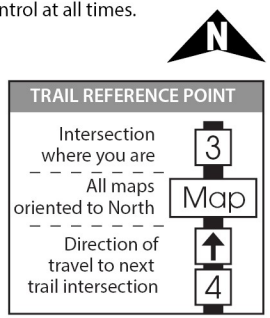 ntrol at all times.
N
TRAIL REFERENCE POINT
Intersection
where you are
3
All maps
oriented to North
Map
Direction of
travel to next
trail intersection
4